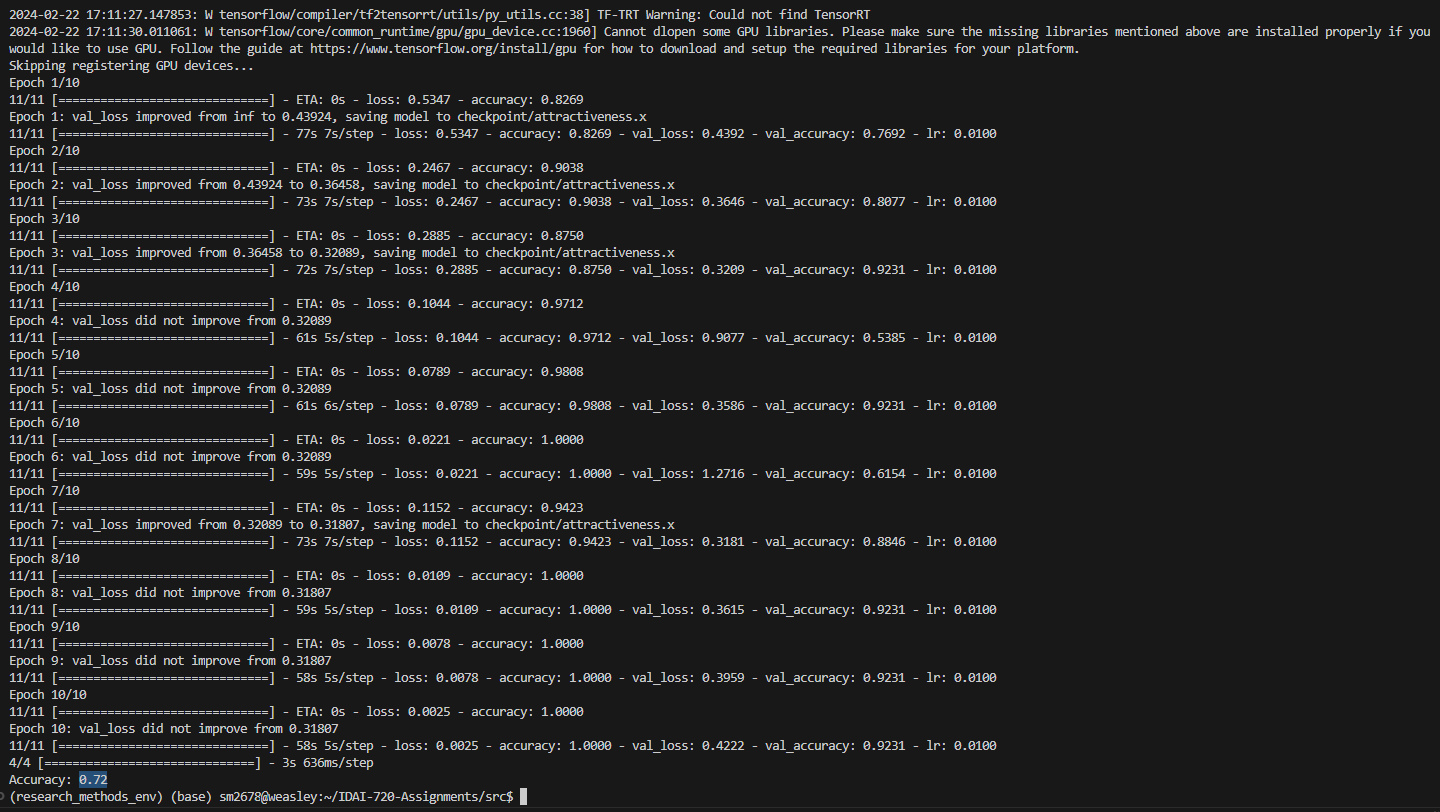 2024-02-22 17:11:27.147853: W tensorflow/compiler/tf2tensorrt/utils/py_utils.cc:38] TF-TRT Warning: Could not find TensorRT
2024-02-22 17:11:30.011061: W tensorflow/core/common_runtime/gpu/gpu_device.cc:1960] Cannot dlopen some GPU libraries. Please make sure the missing libraries mentioned above are installed properly if you
would like to use GPU. Follow the guide at https://www.tensorflow.org/install/gpu for how to download and setup the required libraries for your platform.
Skipping registering GPU devices...
Epoch 1/10
11/11 [==============================] - ETA: 0s - loss: 0.5347 - accuracy: 0.8269
Epoch 1: val_loss improved from inf to 0.43924, saving model to checkpoint/attractiveness.x
11/11 [==============================] - 77s 7s/step - loss: 0.5347 - accuracy: 0.8269 - val_loss: 0.4392 - val_accuracy: 0.7692 - lr: 0.0100
Epoch 2/10
11/11 [==============================] - ETA: 0s - loss: 0.2467 - accuracy: 0.9038
Epoch 2: val_loss improved from 0.43924 to 0.36458, saving model to checkpoint/attractiveness.x
11/11 [==============================] - 73s 7s/step - loss: 0.2467 - accuracy: 0.9038 - val_loss: 0.3646 - val_accuracy: 0.8077 - lr: 0.0100
Epoch 3/10
11/11 [==============================] - ETA: 0s - loss: 0.2885 - accuracy: 0.8750
Epoch 3: val_loss improved from 0.36458 to 0.32089, saving model to checkpoint/attractiveness.x
11/11 [==============================] - 72s 7s/step - loss: 0.2885 - accuracy: 0.8750 - val_loss: 0.3209 - val_accuracy: 0.9231 - lr: 0.0100
Epoch 4/10
11/11 [==============================] - ETA: 0s - loss: 0.1044 - accuracy: 0.9712
Epoch 4: val_loss did not improve from 0.32089
11/11 [==============================] - 61s 5s/step - loss: 0.1044 - accuracy: 0.9712 - val_loss: 0.9077 - val_accuracy: 0.5385 - lr: 0.0100
Epoch 5/10
11/11 [==============================] - ETA: 0s - loss: 0.0789 - accuracy: 0.9808
Epoch 5: val_loss did not improve from 0.32089
11/11 [==============================] - 61s 6s/step - loss: 0.0789 - accuracy: 0.9808 - val_loss: 0.3586 - val_accuracy: 0.9231 - lr: 0.0100
Epoch 6/10
11/11 [==============================] - ETA: 0s - loss: 0.0221 - accuracy: 1.0000
Epoch 6: val_loss did not improve from 0.32089
11/11 [==============================] - 59s 5s/step - loss: 0.0221 - accuracy: 1.0000 - val_loss: 1.2716 - val_accuracy: 0.6154 - lr: 0.0100
Epoch 7/10
11/11 [==============================] - ETA: 0s - loss: 0.1152 - accuracy: 0.9423
Epoch 7: val_loss improved from 0.32089 to 0.31807, saving model to checkpoint/attractiveness.x
11/11 [==============================] - 73s 7s/step - loss: 0.1152 - accuracy: 0.9423 - val_loss: 0.3181 - val_accuracy: 0.8846 - lr: 0.0100
Epoch 8/10
11/11 [==============================] - ETA: 0s - loss: 0.0109 - accuracy: 1.0000
Epoch 8: val_loss did not improve from 0.31807
11/11 [==============================] - 59s 5s/step - loss: 0.0109 - accuracy: 1.0000 - val_loss: 0.3615 - val_accuracy: 0.9231 - lr: 0.0100
Epoch 9/10
11/11 [==============================] - ETA: 0s - loss: 0.0078 - accuracy: 1.0000
Epoch 9: val_loss did not improve from 0.31807
11/11 [==============================] - 58s 5s/step - loss: 0.0078 - accuracy: 1.0000 - val_loss: 0.3959 - val_accuracy: 0.9231 - lr: 0.0100
Epoch 10/10
11/11 [==============================] - ETA: 0s - loss: 0.0025 - accuracy: 1.0000
Epoch 10: val_loss did not improve from 0.31807
11/11 [==============================] - 58s 5s/step - loss: 0.0025 - accuracy: 1.0000 - val_loss: 0.4222 - val_accuracy: 0.9231 - lr: 0.0100
4/4 [==============================] - 3s 636ms/step
Accuracy: 0.72
(research_methods_env) (base) sm2678@weasley:~/IDAI-720-Assignments/src$